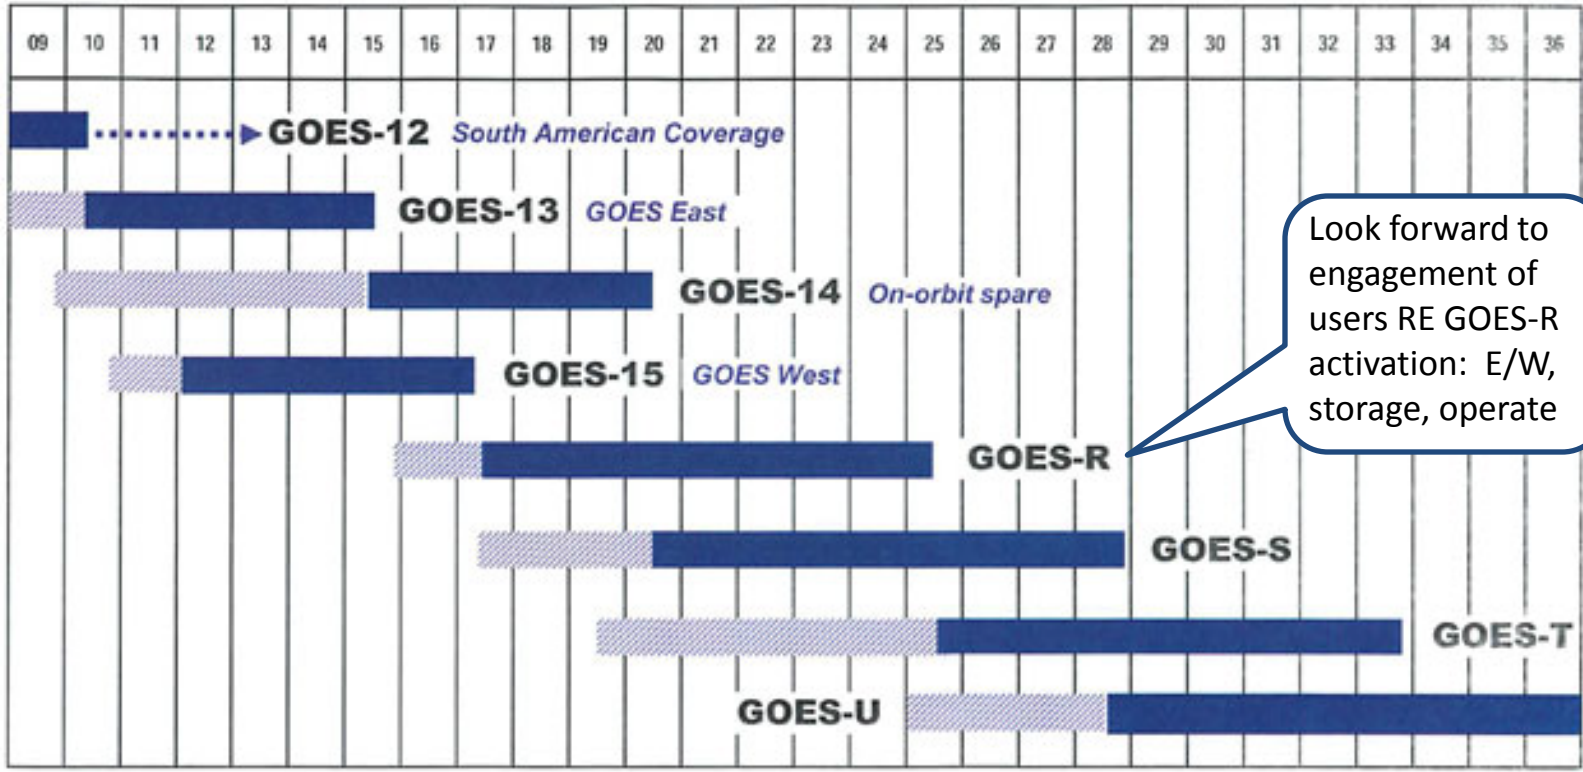 09 10 11 12 13 14 15 16 17 18 19 20 21 22 23 24 25 26 27 28 29 30 31 32 33 34 35 36
GOES-12 South American Coverage
GOES-13 GOES East
GOES-14 On-orbit spare
GOES-15 GOES West
Look forward to
engagement of
users RE GOES-R
activation: E/W,
storage, operate
GOES-R
GOES-S
GOES-T
GOES-U